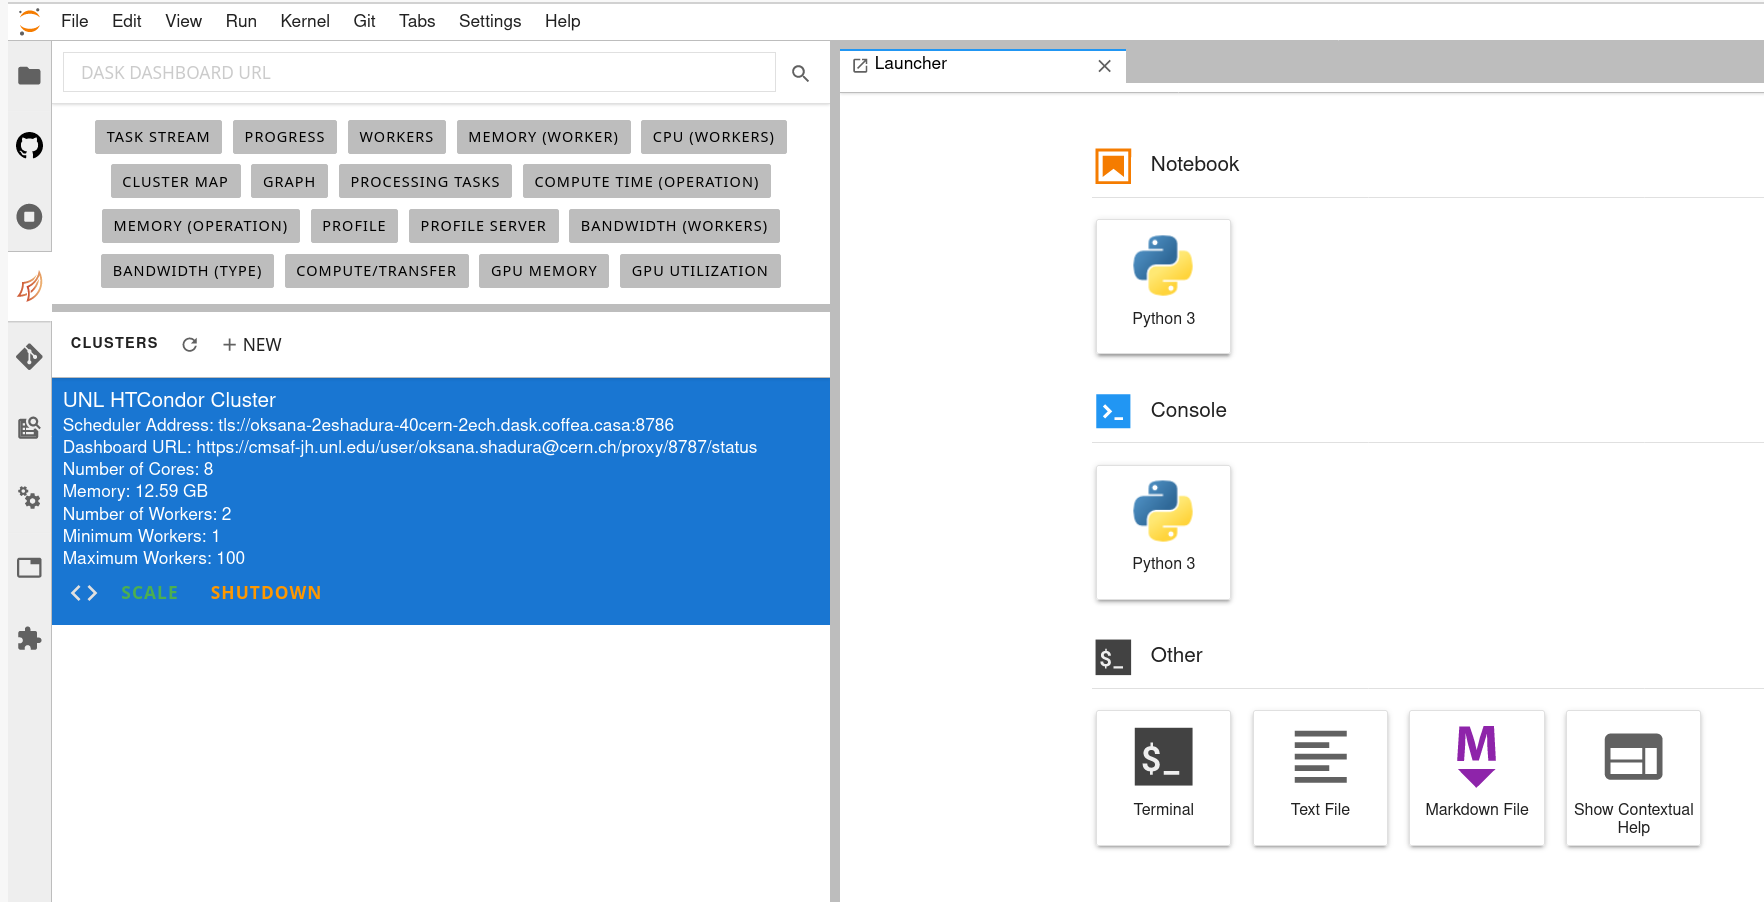 File Edit View Run Kernel Git Tabs Settings Help
DASK DASHBOARD URL
TASK STREAM PROGRESS WORKERS MEMORY (WORKER) CPU (WORKERS)
CLUSTER MAP GRAPH PROCESSING TASKS COMPUTE TIME (OPERATION)
MEMORY (OPERATION) PROFILE PROFILE SERVER BANDWIDTH (WORKERS)
BANDWIDTH (TYPE) COMPUTE/TRANSFER GPU MEMORY GPU UTILIZATION
CLUSTERS + NEW
UNL HTCondor Cluster
Scheduler Address: tls://oksana-2eshadura-40cern-2ech.dask.coffea.casa:8786
Dashboard URL: https://cmsaf-jh.unl.edu/user/oksana.shadura@cern.ch/proxy/8787/status
Number of Cores: 8
Memory: 12.59 GB
Number of Workers: 2
Minimum Workers: 1
Maximum Workers: 100
<> SCALE SHUTDOWN
Launcher
Notebook
Python 3
>_ Console
Python 3
$_ Other
$_
Terminal
Text File
M
Markdown File
Show Contextual
Help